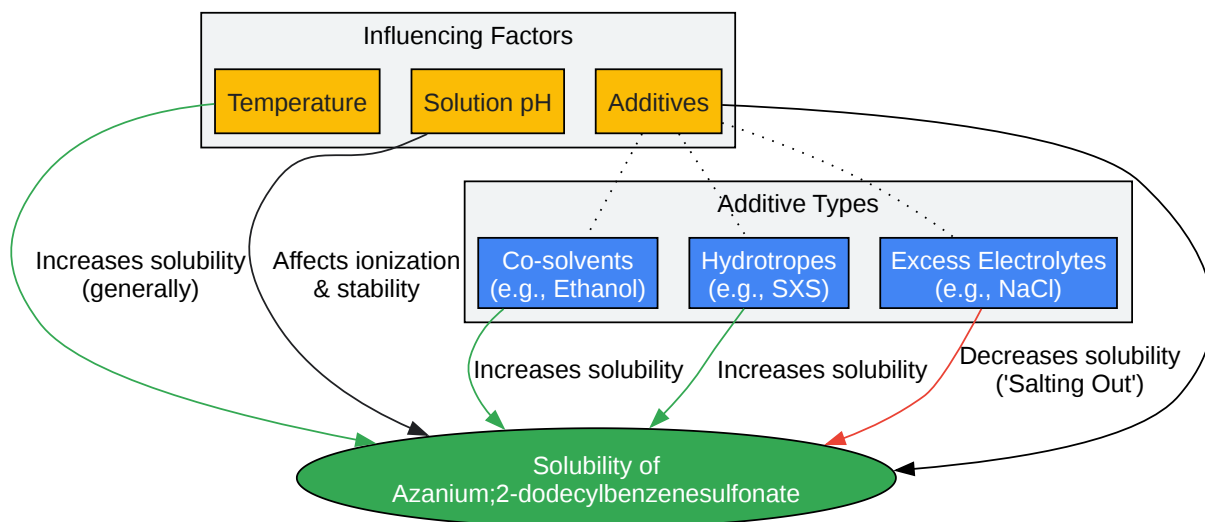 Influencing Factors
Temperature
Solution pH
Additives
Additive Types
Co-solvents
(e.g., Ethanol)
Hydrotropes
(e.g., SXS)
Excess Electrolytes
(e.g., NaCl)
Increases solubility
(generally)
Affects ionization
& stability
Increases solubility
Increases solubility
Decreases solubility
('Salting Out')
Solubility of
Azanium;2-dodecylbenzenesulfonate